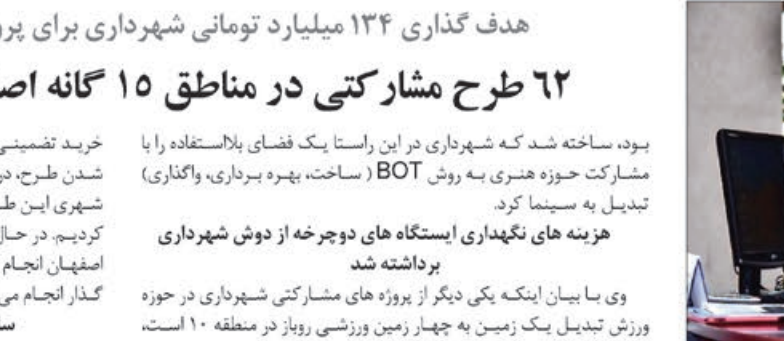 هدف گذاری ۱۳۴ میلیارد تومانی شهرداری برای
۶۲ طرح مشارکتی در مناطق ۱۵ گانه
بود، ساخته شد که شهرداری در این راستا یک فضای بلااستفاده را با
مشارکت حوزه هنری به روش BOT ( ساخت، بهره برداری، واگذاری)
تبدیل به سینما کرد.
هزینه های نگهداری ایستگاه های دوچرخه از دوش شهرداری
برداشته شد
وی با بیان اینکه یکی دیگر از پروژه های مشارکتی شهرداری در حوزه
ورزش تبدیل یک زمین به چهار زمین ورزشی روباز در منطقه ۱۰ است،
خرید تضمینی
شدن طرح، در
شهری این
کردیم. در حال
اصفهان انجام
گذار انجام می